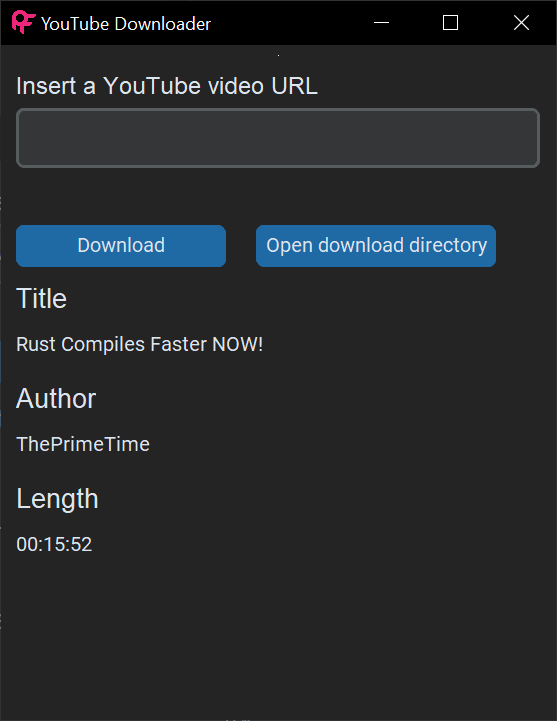 YouTube Downloader
Insert a YouTube video URL
Download
Open download directory
Title
Rust Compiles Faster NOW!
Author
ThePrimeTime
Length
00:15:52